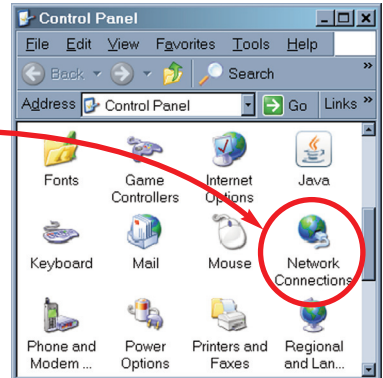 Control Panel
File Edit View Favorites Tools Help
Back Search »
Address Control Panel Go Links »
Fonts Game Controllers Internet Options Java
Keyboard Mail Mouse Network Connections
Phone and Modem ... Power Options Printers and Faxes Regional and Lan...